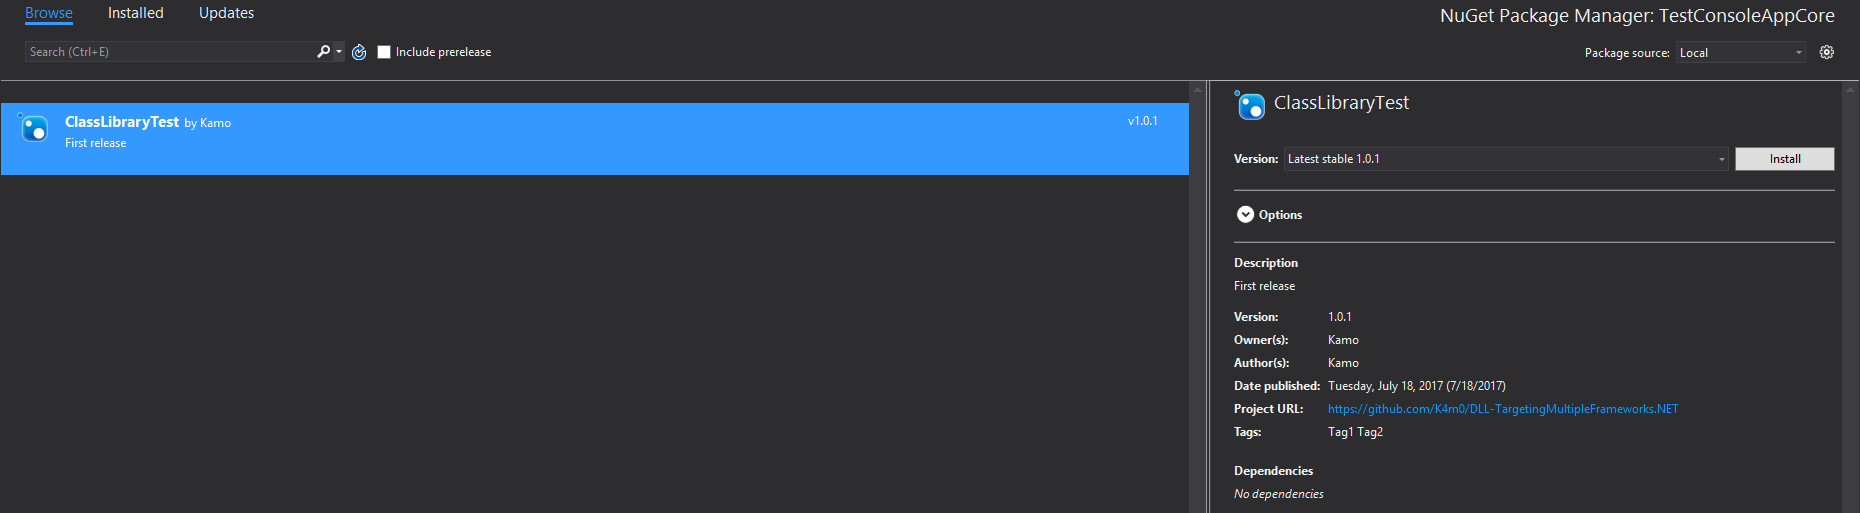 Browse Installed Updates
NuGet Package Manager: TestConsoleAppCore
Search (Ctrl+E) Include prerelease
Package source: Local
ClassLibraryTest by Kamo v1.0.1
First release
ClassLibraryTest
Version: Latest stable 1.0.1 Install
Options
Description
First release
Version: 1.0.1
Owner(s): Kamo
Author(s): Kamo
Date published: Tuesday, July 18, 2017 (7/18/2017)
Project URL: https://github.com/K4m0/DLL-TargetingMultipleFrameworks.NET
Tags: Tag1 Tag2
Dependencies
No dependencies